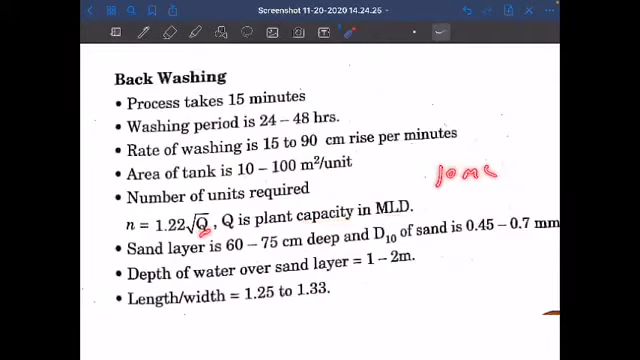 Screenshot 11-20-2020 14.24.25
Back Washing
• Process takes 15 minutes
• Washing period is 24 – 48 hrs.
• Rate of washing is 15 to 90 cm rise per minutes
• Area of tank is 10 – 100 m²/unit
10 MC
• Number of units required
n = 1.22√Q , Q is plant capacity in MLD.
• Sand layer is 60 – 75 cm deep and D₁₀ of sand is 0.45 – 0.7 mm
• Depth of water over sand layer = 1 – 2m.
• Length/width = 1.25 to 1.33.